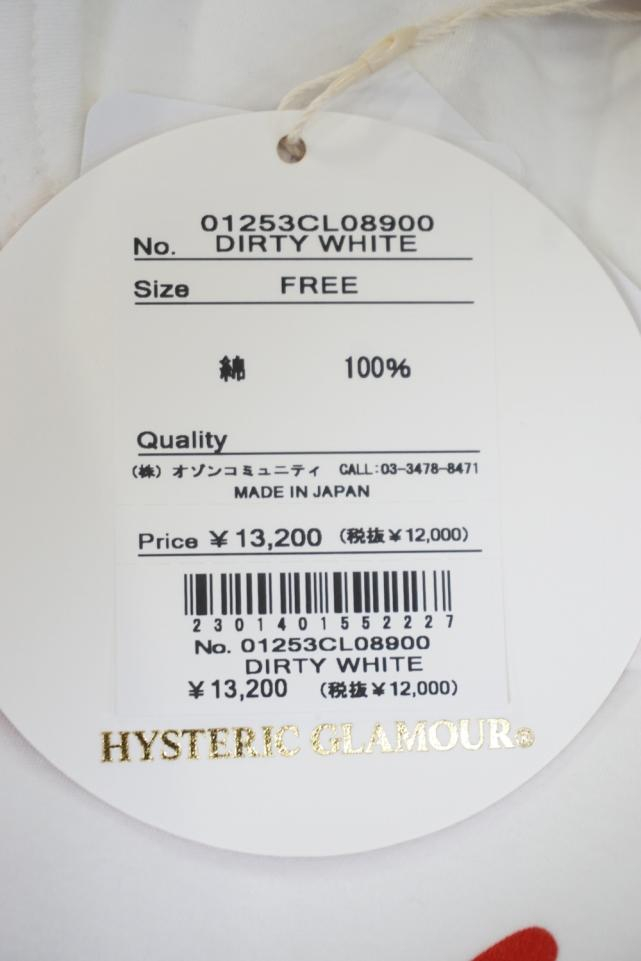 01253CL08900
No. DIRTY WHITE
Size FREE
綿 100%
Quality
(株) オゾンコミュニティ CALL:03-3478-8471
MADE IN JAPAN
Price ¥13,200 (税抜¥12,000)
2301401552227
No. 01253CL08900
DIRTY WHITE
¥13,200 (税抜¥12,000)
HYSTERIC GLAMOUR®